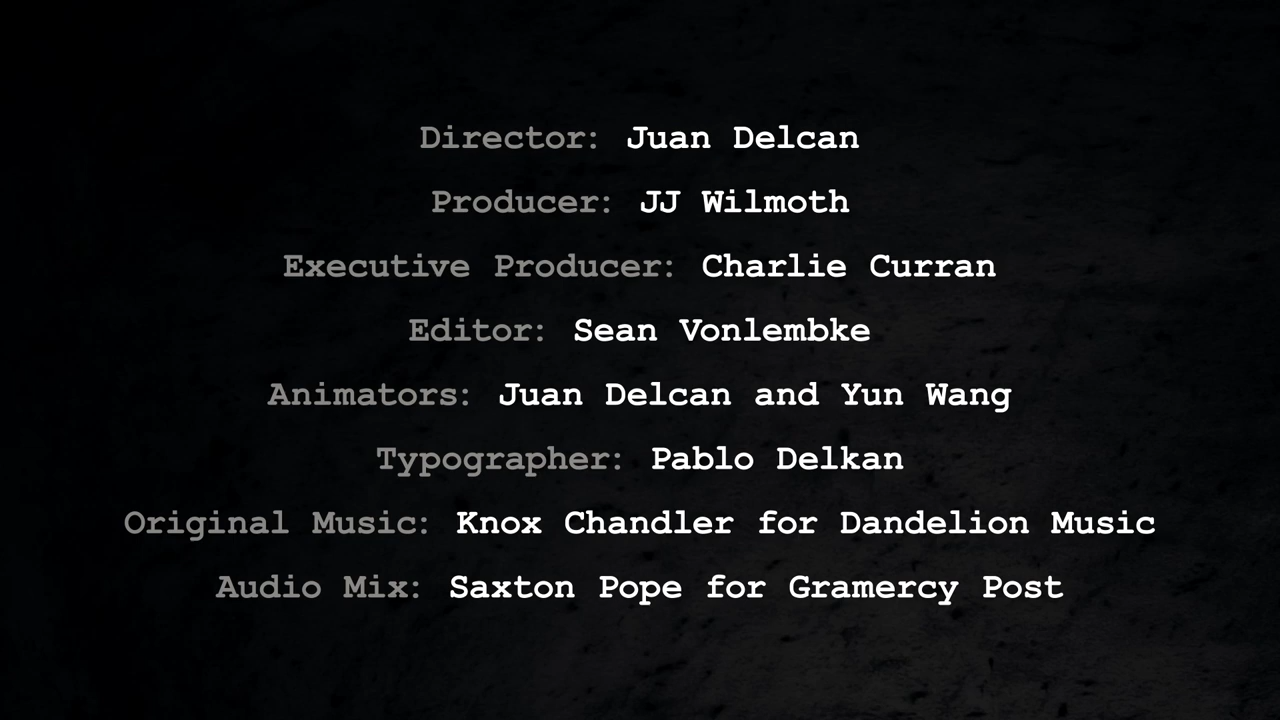 Director: Juan Delcan
Producer: JJ Wilmoth
Executive Producer: Charlie Curran
Editor: Sean Vonlembke
Animators: Juan Delcan and Yun Wang
Typographer: Pablo Delkan
Original Music: Knox Chandler for Dandelion Music
Audio Mix: Saxton Pope for Gramercy Post